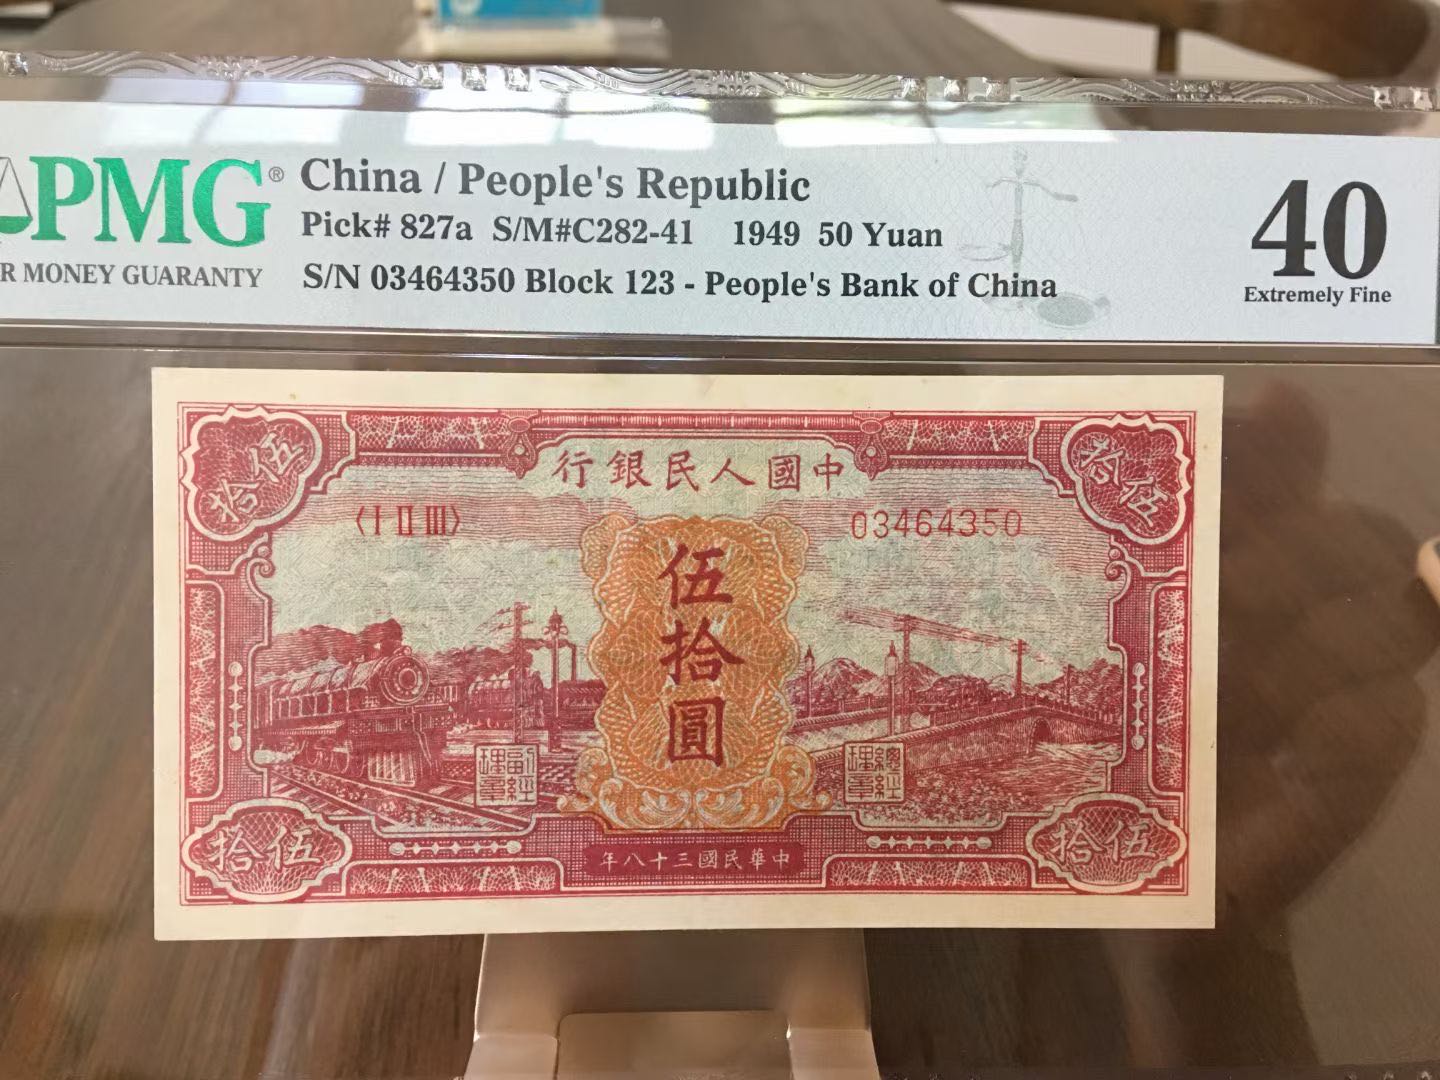 PMG®
R MONEY GUARANTY
China / People's Republic
Pick# 827a S/M#C282-41 1949 50 Yuan
S/N 03464350 Block 123 - People's Bank of China
40
Extremely Fine
中國人民銀行
伍拾
伍拾
〈I II III〉
03464350
伍拾圓
副經理章
總經理章
伍拾
伍拾
中華民國三十八年